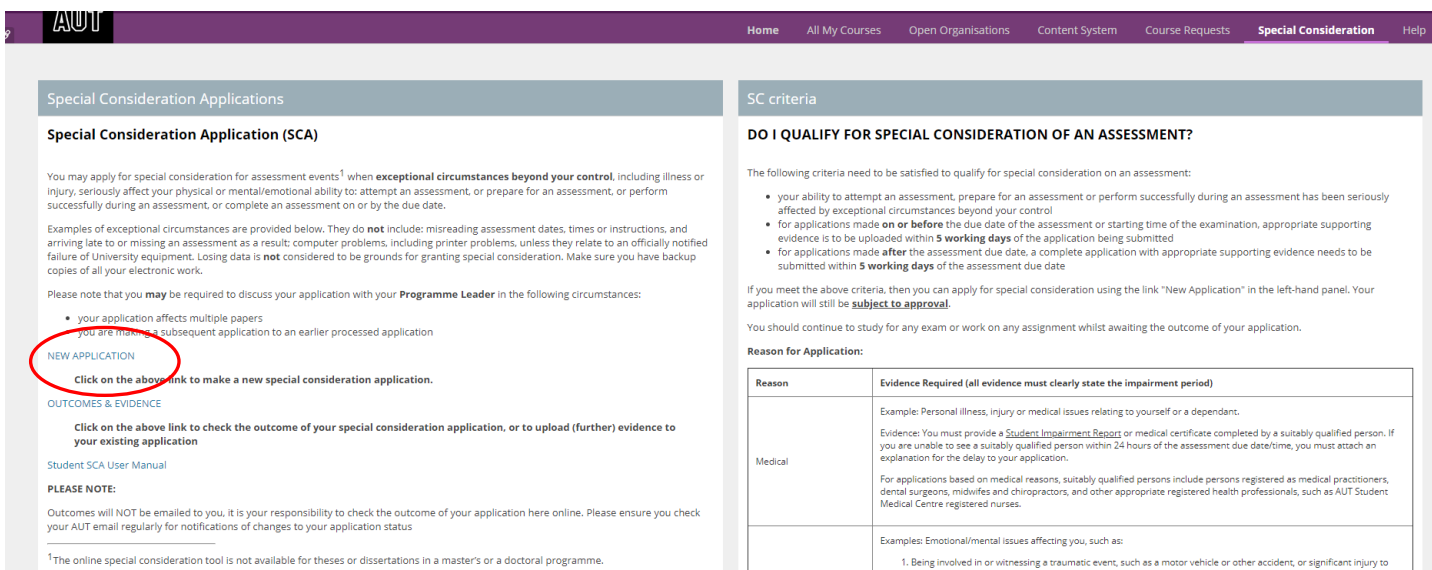 AUT
Home All My Courses Open Organisations Content System Course Requests Special Consideration Help
Special Consideration Applications
Special Consideration Application (SCA)
You may apply for special consideration for assessment events1 when exceptional circumstances beyond your control, including illness or
injury, seriously affect your physical or mental/emotional ability to: attempt an assessment, or prepare for an assessment, or perform
successfully during an assessment, or complete an assessment on or by the due date.
Examples of exceptional circumstances are provided below. They do not include: misreading assessment dates, times or instructions, and
arriving late to or missing an assessment as a result; computer problems, including printer problems, unless they relate to an officially notified
failure of University equipment. Losing data is not considered to be grounds for granting special consideration. Make sure you have backup
copies of all your electronic work.
Please note that you may be required to discuss your application with your Programme Leader in the following circumstances:
• your application affects multiple papers
• you are making a subsequent application to an earlier processed application
NEW APPLICATION
Click on the above link to make a new special consideration application.
OUTCOMES & EVIDENCE
Click on the above link to check the outcome of your special consideration application, or to upload (further) evidence to
your existing application
Student SCA User Manual
PLEASE NOTE:
Outcomes will NOT be emailed to you, it is your responsibility to check the outcome of your application here online. Please ensure you check
your AUT email regularly for notifications of changes to your application status
1The online special consideration tool is not available for theses or dissertations in a master's or a doctoral programme.
SC criteria
DO I QUALIFY FOR SPECIAL CONSIDERATION OF AN ASSESSMENT?
The following criteria need to be satisfied to qualify for special consideration on an assessment:
• your ability to attempt an assessment, prepare for an assessment or perform successfully during an assessment has been seriously
affected by exceptional circumstances beyond your control
• for applications made on or before the due date of the assessment or starting time of the examination, appropriate supporting
evidence is to be uploaded within 5 working days of the application being submitted
• for applications made after the assessment due date, a complete application with appropriate supporting evidence needs to be
submitted within 5 working days of the assessment due date
If you meet the above criteria, then you can apply for special consideration using the link "New Application" in the left-hand panel. Your
application will still be subject to approval.
You should continue to study for any exam or work on any assignment whilst awaiting the outcome of your application.
Reason for Application:
Reason Evidence Required (all evidence must clearly state the impairment period)
Medical
Example: Personal illness, injury or medical issues relating to yourself or a dependant.
Evidence: You must provide a Student Impairment Report or medical certificate completed by a suitably qualified person. If
you are unable to see a suitably qualified person within 24 hours of the assessment due date/time, you must attach an
explanation for the delay to your application.
For applications based on medical reasons, suitably qualified persons include persons registered as medical practitioners,
dental surgeons, midwifes and chiropractors, and other appropriate registered health professionals, such as AUT Student
Medical Centre registered nurses.
Examples: Emotional/mental issues affecting you, such as:
1. Being involved in or witnessing a traumatic event, such as a motor vehicle or other accident, or significant injury to